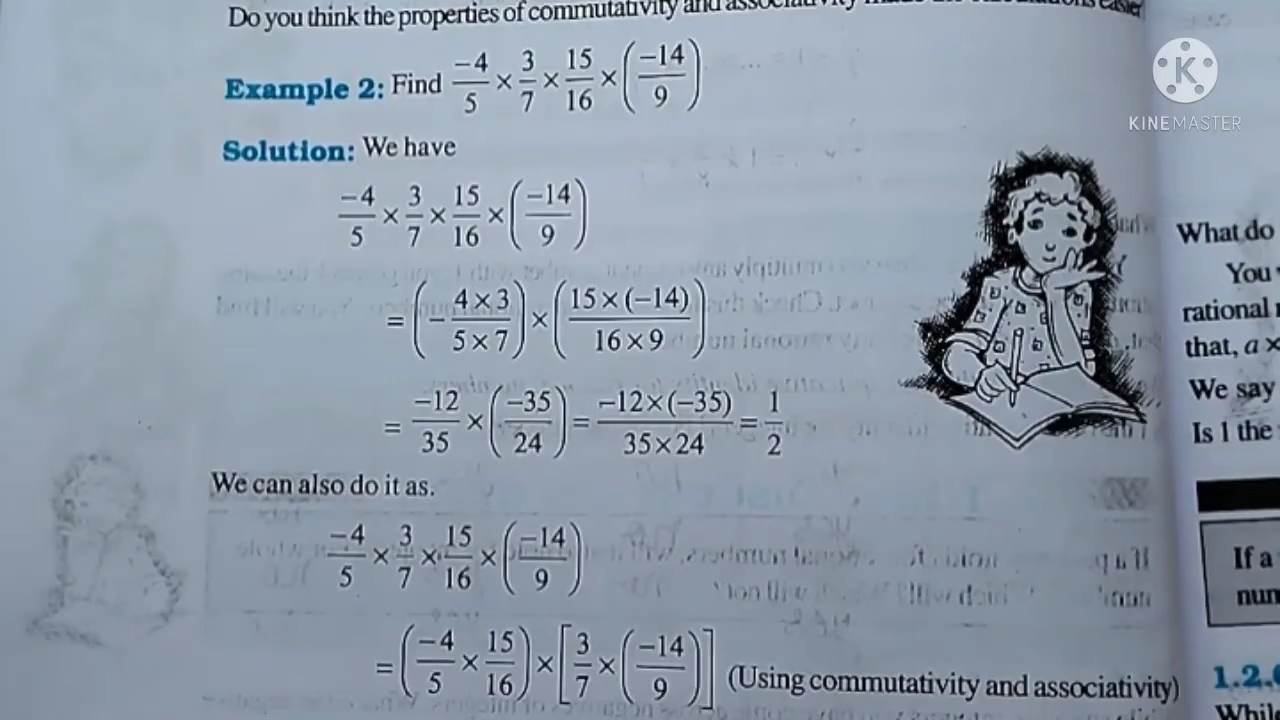 Do you think the properties of commutativity and
Example 2: Find −4/5 × 3/7 × 15/16 × (−14/9)
Solution: We have
−4/5 × 3/7 × 15/16 × (−14/9)
= (− 4×3/5×7) × (15×(−14)/16×9)
= −12/35 × (−35/24) = −12×(−35)/35×24 = 1/2
We can also do it as.
−4/5 × 3/7 × 15/16 × (−14/9)
= (−4/5 × 15/16) × [3/7 × (−14/9)] (Using commutativity and associativity)
KINEMASTER
What do
You
rational
that, a ×
We say
Is 1 the
If a
num
1.2.6
While